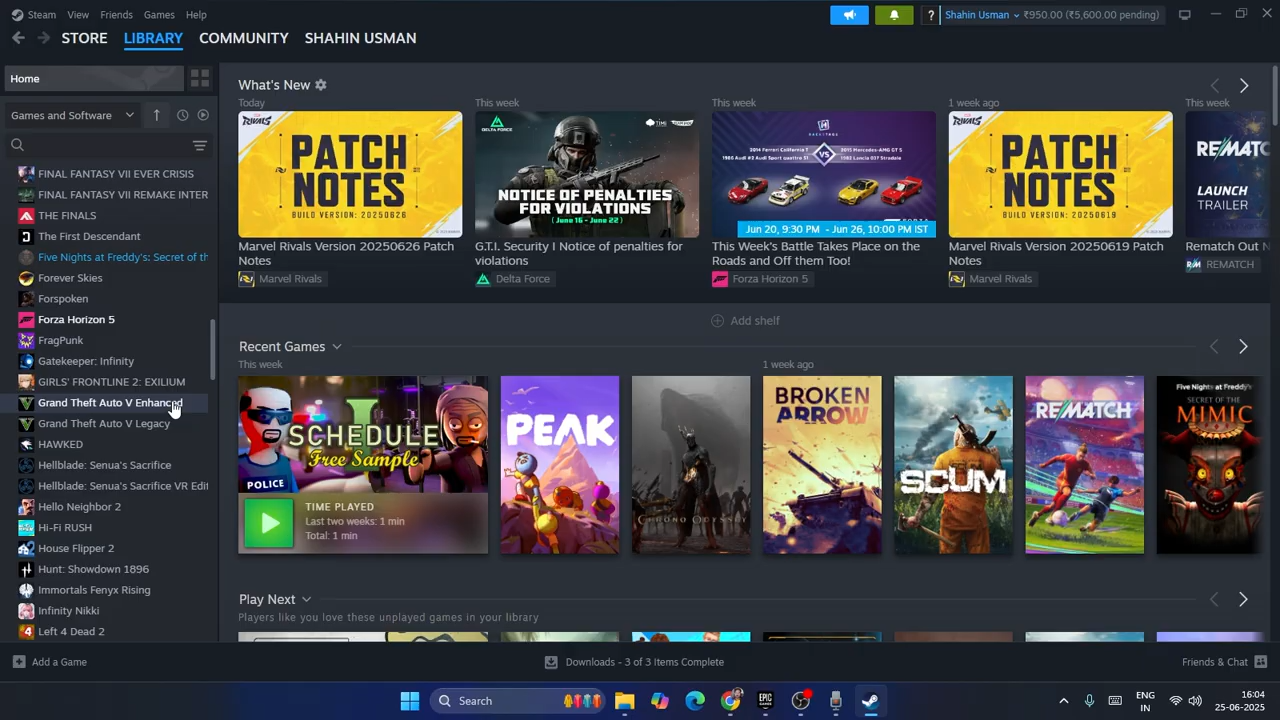 Steam View Friends Games Help
? Shahin Usman ₹950.00 (₹5,600.00 pending)
STORE LIBRARY COMMUNITY SHAHIN USMAN
Home
Games and Software
FINAL FANTASY VII EVER CRISIS
FINAL FANTASY VII REMAKE INTER
THE FINALS
The First Descendant
Five Nights at Freddy's: Secret of th
Forever Skies
Forspoken
Forza Horizon 5
FragPunk
Gatekeeper: Infinity
GIRLS' FRONTLINE 2: EXILIUM
Grand Theft Auto V Enhanced
Grand Theft Auto V Legacy
HAWKED
Hellblade: Senua's Sacrifice
Hellblade: Senua's Sacrifice VR Edit
Hello Neighbor 2
Hi-Fi RUSH
House Flipper 2
Hunt: Showdown 1896
Immortals Fenyx Rising
Infinity Nikki
Left 4 Dead 2
What's New
Today
RIVALS
PATCH
NOTES
BUILD VERSION: 20250626
Marvel Rivals Version 20250626 Patch
Notes
Marvel Rivals
This week
DELTA FORCE
NOTICE OF PENALTIES
FOR VIOLATIONS
( June 16 - June 22 )
G.T.I. Security I Notice of penalties for
violations
Delta Force
This week
VS
Jun 20, 9:30 PM - Jun 26, 10:00 PM IST
This Week's Battle Takes Place on the
Roads and Off them Too!
Forza Horizon 5
1 week ago
RIVALS
PATCH
NOTES
BUILD VERSION: 20250619
Marvel Rivals Version 20250619 Patch
Notes
Marvel Rivals
This week
REMATC
LAUNCH
TRAILER
Rematch Out N
REMATCH
Add shelf
Recent Games
This week
SCHEDULE I
Free Sample
POLICE
TIME PLAYED
Last two weeks: 1 min
Total: 1 min
PEAK
CHRONO ODYSSEY
1 week ago
BROKEN
ARROW
SCUM
REMATCH
Five Nights at Freddy's
SECRET OF THE
MIMIC
Play Next
Players like you love these unplayed games in your library
Add a Game
Downloads - 3 of 3 Items Complete
Friends & Chat
Search
EPIC
GAMES
ENG
IN
16:04
25-06-2025